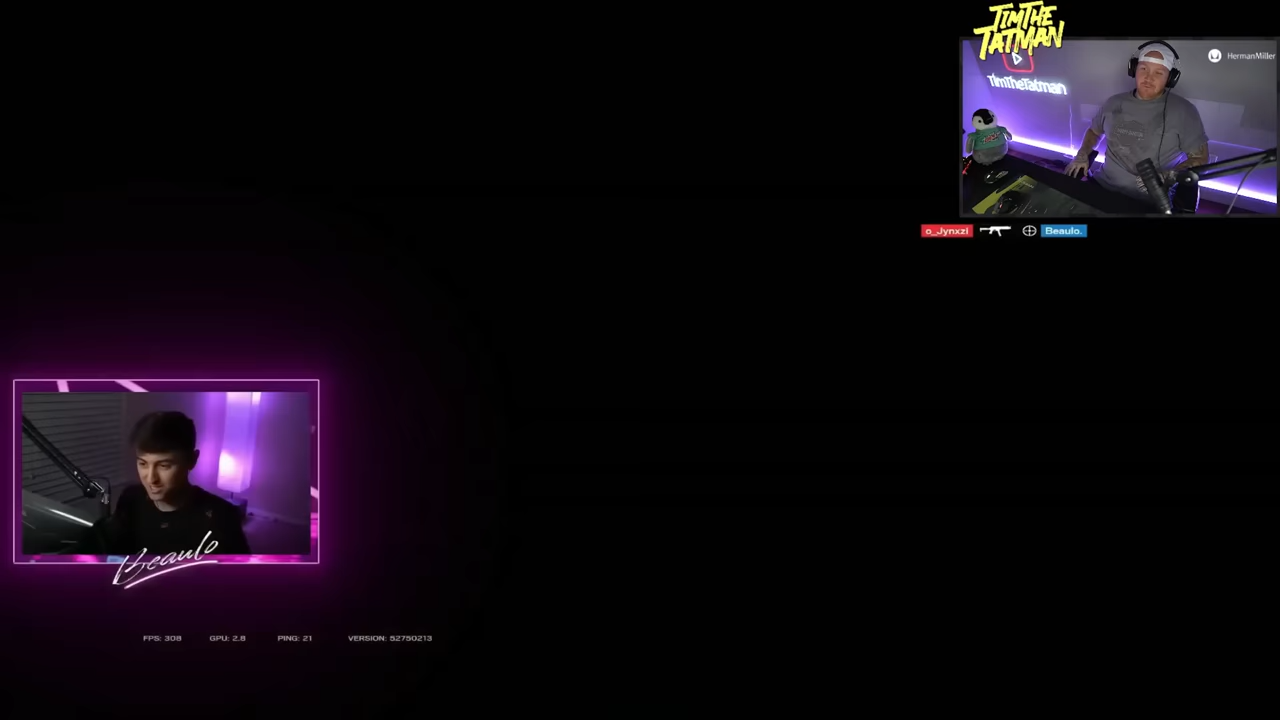 TIMTHE
TATMAN
HermanMiller
TimTheTatman
o_Jynxzi Beaulo.
Beaulo
FPS: 308 GPU: 2.8 PING: 21 VERSION: 52750213